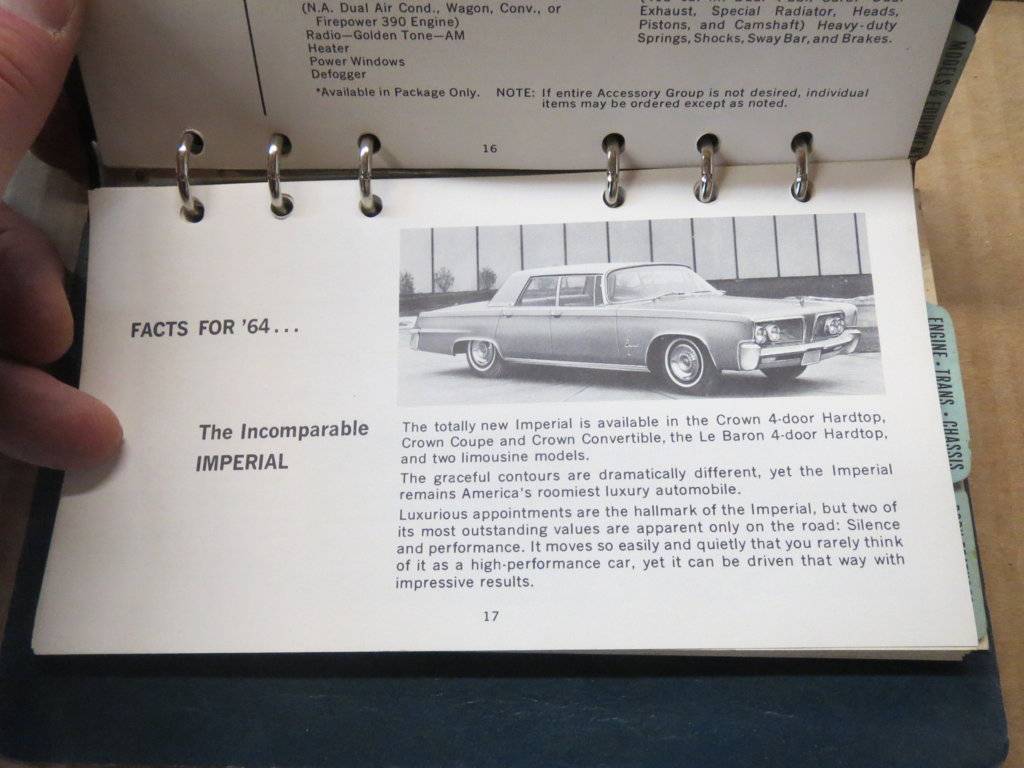 (N.A. Dual Air Cond., Wagon, Conv., or
Firepower 390 Engine)
Radio—Golden Tone—AM
Heater
Power Windows
Defogger
Exhaust, Special Radiator, Heads,
Pistons, and Camshaft) Heavy-duty
Springs, Shocks, Sway Bar, and Brakes.
*Available in Package Only. NOTE: If entire Accessory Group is not desired, individual
items may be ordered except as noted.
16
MODELS & EQUIPMENT
FACTS FOR '64...
The Incomparable
IMPERIAL
The totally new Imperial is available in the Crown 4-door Hardtop,
Crown Coupe and Crown Convertible, the Le Baron 4-door Hardtop,
and two limousine models.
The graceful contours are dramatically different, yet the Imperial
remains America's roomiest luxury automobile.
Luxurious appointments are the hallmark of the Imperial, but two of
its most outstanding values are apparent only on the road: Silence
and performance. It moves so easily and quietly that you rarely think
of it as a high-performance car, yet it can be driven that way with
impressive results.
17
ENGINE • TRANS • CHASSIS